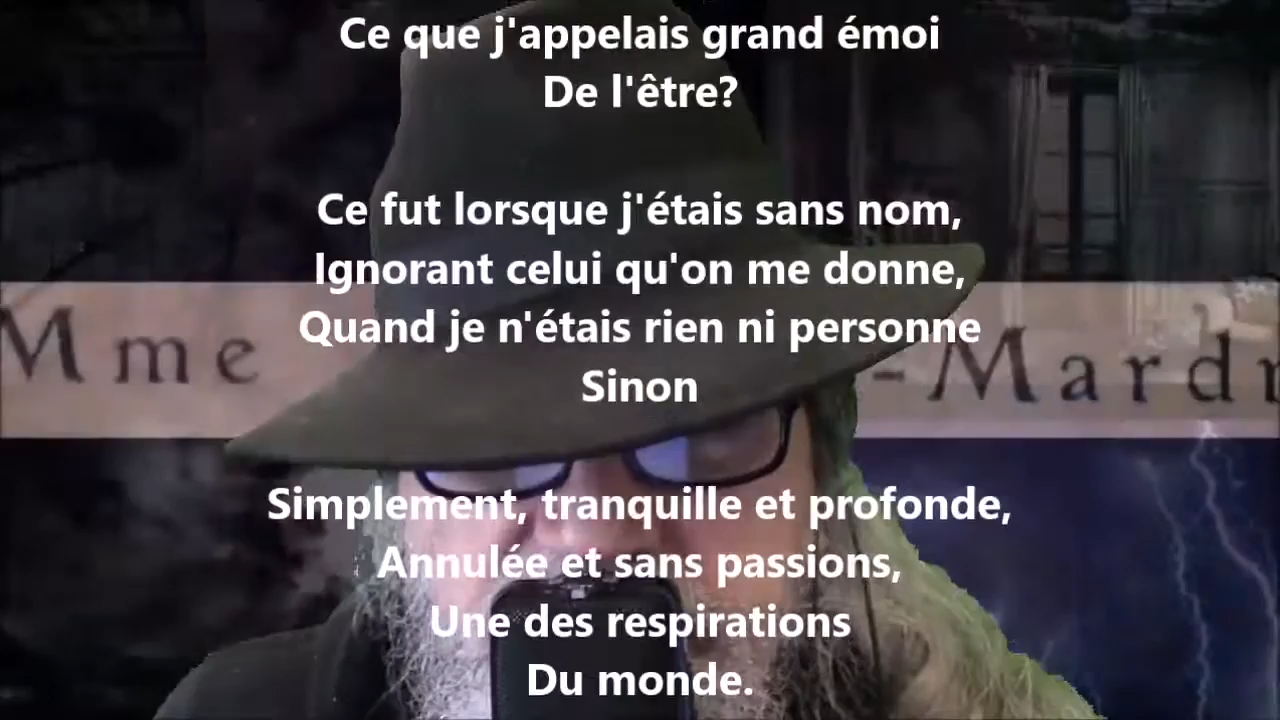 Ce que j'appelais grand émoi
De l'être?
Ce fut lorsque j'étais sans nom,
Ignorant celui qu'on me donne,
Quand je n'étais rien ni personne
Sinon
Mme -Mardr
Simplement, tranquille et profonde,
Annulée et sans passions,
Une des respirations
Du monde.